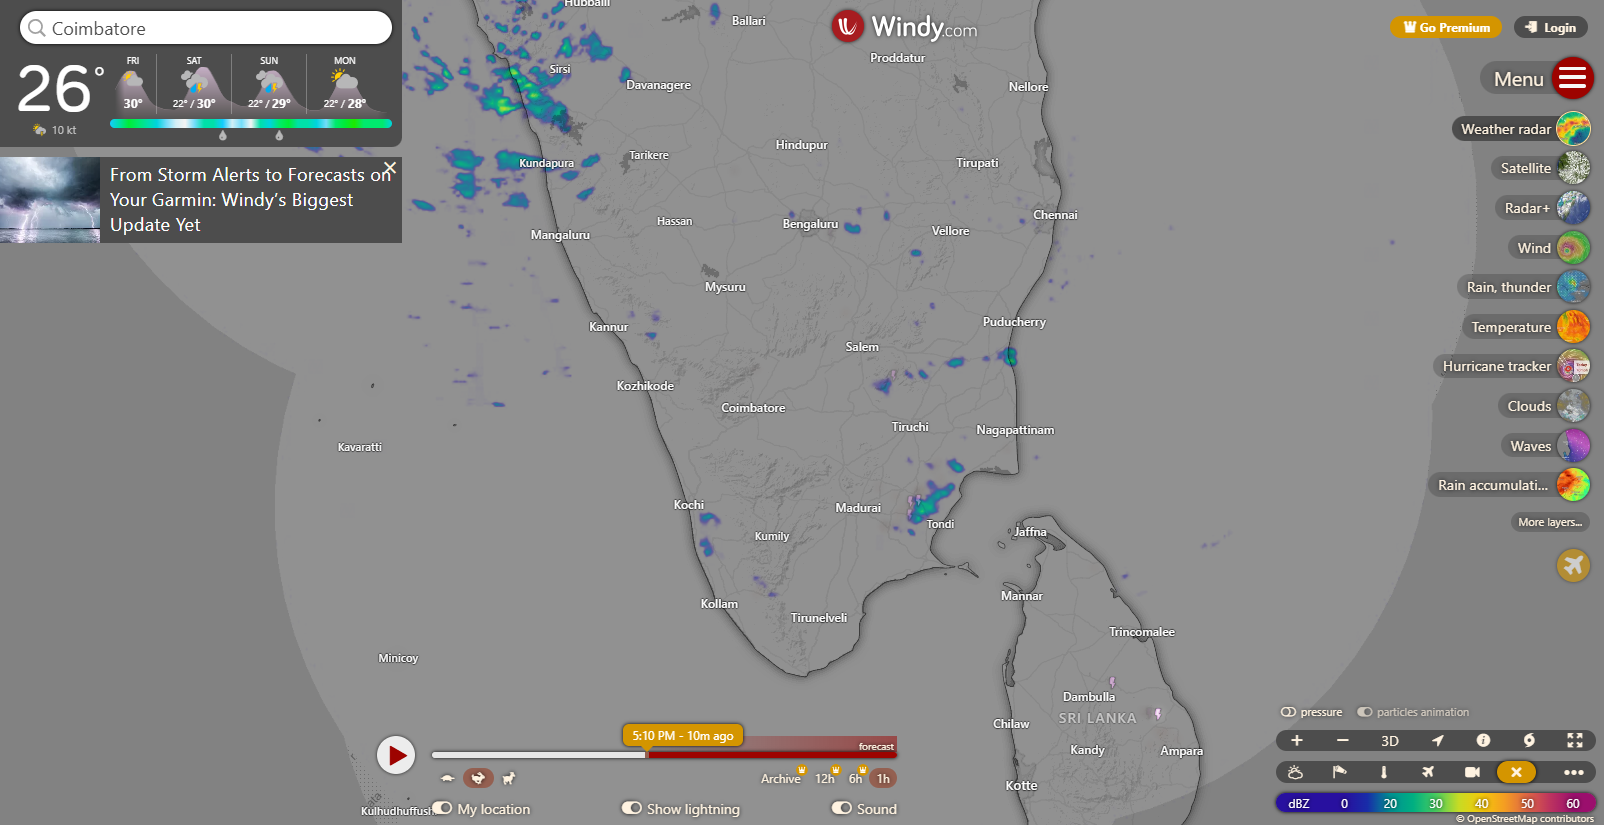 Coimbatore
26°
10 kt
FRI
30°
SAT
22° / 30°
SUN
22° / 29°
MON
22° / 28°
From Storm Alerts to Forecasts on
Your Garmin: Windy’s Biggest
Update Yet
Windy.com
Go Premium
Login
Menu
Weather radar
Satellite
Radar+
Wind
Rain, thunder
Temperature
Hurricane tracker
Clouds
Waves
Rain accumulati...
More layers...
Hubballi
Ballari
Proddatur
Sirsi
Davanagere
Nellore
Hindupur
Kundapura
Tarikere
Tirupati
Hassan
Bengaluru
Chennai
Mangaluru
Vellore
Mysuru
Kannur
Puducherry
Salem
Kozhikode
Coimbatore
Tiruchi
Nagapattinam
Kavaratti
Kochi
Madurai
Tondi
Jaffna
Kumily
Mannar
Kollam
Tirunelveli
Trincomalee
Minicoy
Dambulla
SRI LANKA
Chilaw
Kandy
Ampara
Kotte
Kulhudhuffushi
5:10 PM - 10m ago
forecast
Archive
12h
6h
1h
My location
Show lightning
Sound
pressure
particles animation
+
−
3D
dBZ 0 20 30 40 50 60
© OpenStreetMap contributors